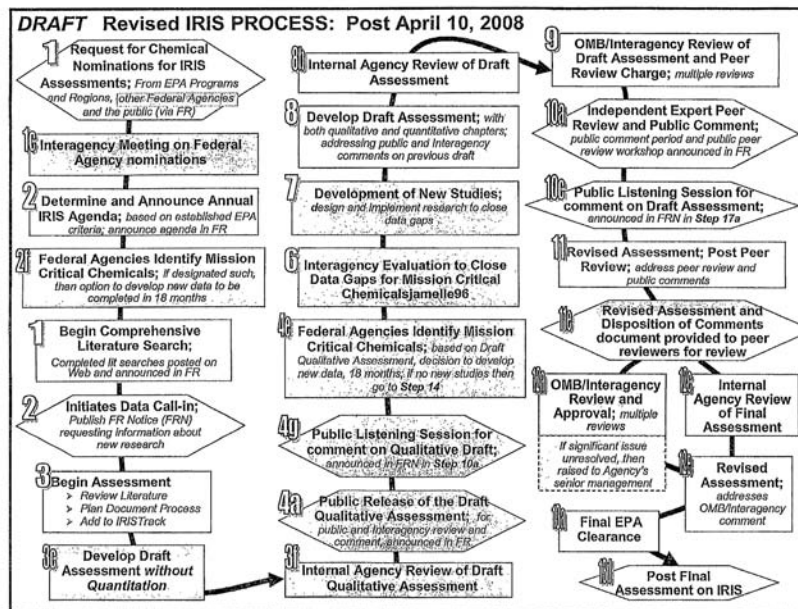 DRAFT Revised IRIS PROCESS: Post April 10, 2008
1
Request for Chemical
Nominations for IRIS
Assessments; From EPA Programs
and Regions, other Federal Agencies
and the public (via FR)
1c
Interagency Meeting on Federal
Agency nominations
2
Determine and Announce Annual
IRIS Agenda; based on established EPA
criteria; announce agenda in FR
2f
Federal Agencies Identify Mission
Critical Chemicals; if designated such,
then option to develop new data to be
completed in 18 months
1
Begin Comprehensive
Literature Search;
Completed lit searches posted on
Web and announced in FR
2
Initiates Data Call-in;
Publish FR Notice (FRN)
requesting information about
new research
3
Begin Assessment
➢ Review Literature
➢ Plan Document Process
➢ Add to IRISTrack
3e
Develop Draft
Assessment without
Quantitation
8b
Internal Agency Review of Draft
Assessment
8
Develop Draft Assessment; with
both qualitative and quantitative chapters;
addressing public and Interagency
comments on previous draft
7
Development of New Studies;
design and Implement research to close
data gaps
6
Interagency Evaluation to Close
Data Gaps for Mission Critical
Chemicalsjamelle96
4e
Federal Agencies Identify Mission
Critical Chemicals; based on Draft
Qualitative Assessment, decision to develop
new data, 18 months; if no new studies then
go to Step 14
4g
Public Listening Session for
comment on Qualitative Draft;
announced in FRN in Step 10a
4a
Public Release of the Draft
Qualitative Assessment; for
public and Interagency review and
comment, announced in FR
3f
Internal Agency Review of Draft
Qualitative Assessment
9
OMB/Interagency Review of
Draft Assessment and Peer
Review Charge; multiple reviews
10a
Independent Expert Peer
Review and Public Comment;
public comment period and public peer
review workshop announced in FR
10c
Public Listening Session for
comment on Draft Assessment;
announced in FRN in Step 17a
11
Revised Assessment; Post Peer
Review; address peer review and
public comments
11e
Revised Assessment and
Disposition of Comments
document provided to peer
reviewers for review
OMB/Interagency
Review and
Approval; multiple
reviews
If significant issue
unresolved, then
raised to Agency's
senior management
Internal
Agency Review
of Final
Assessment
Revised
Assessment;
addresses
OMB/Interagency
comment
Final EPA
Clearance
Post Final
Assessment on IRIS